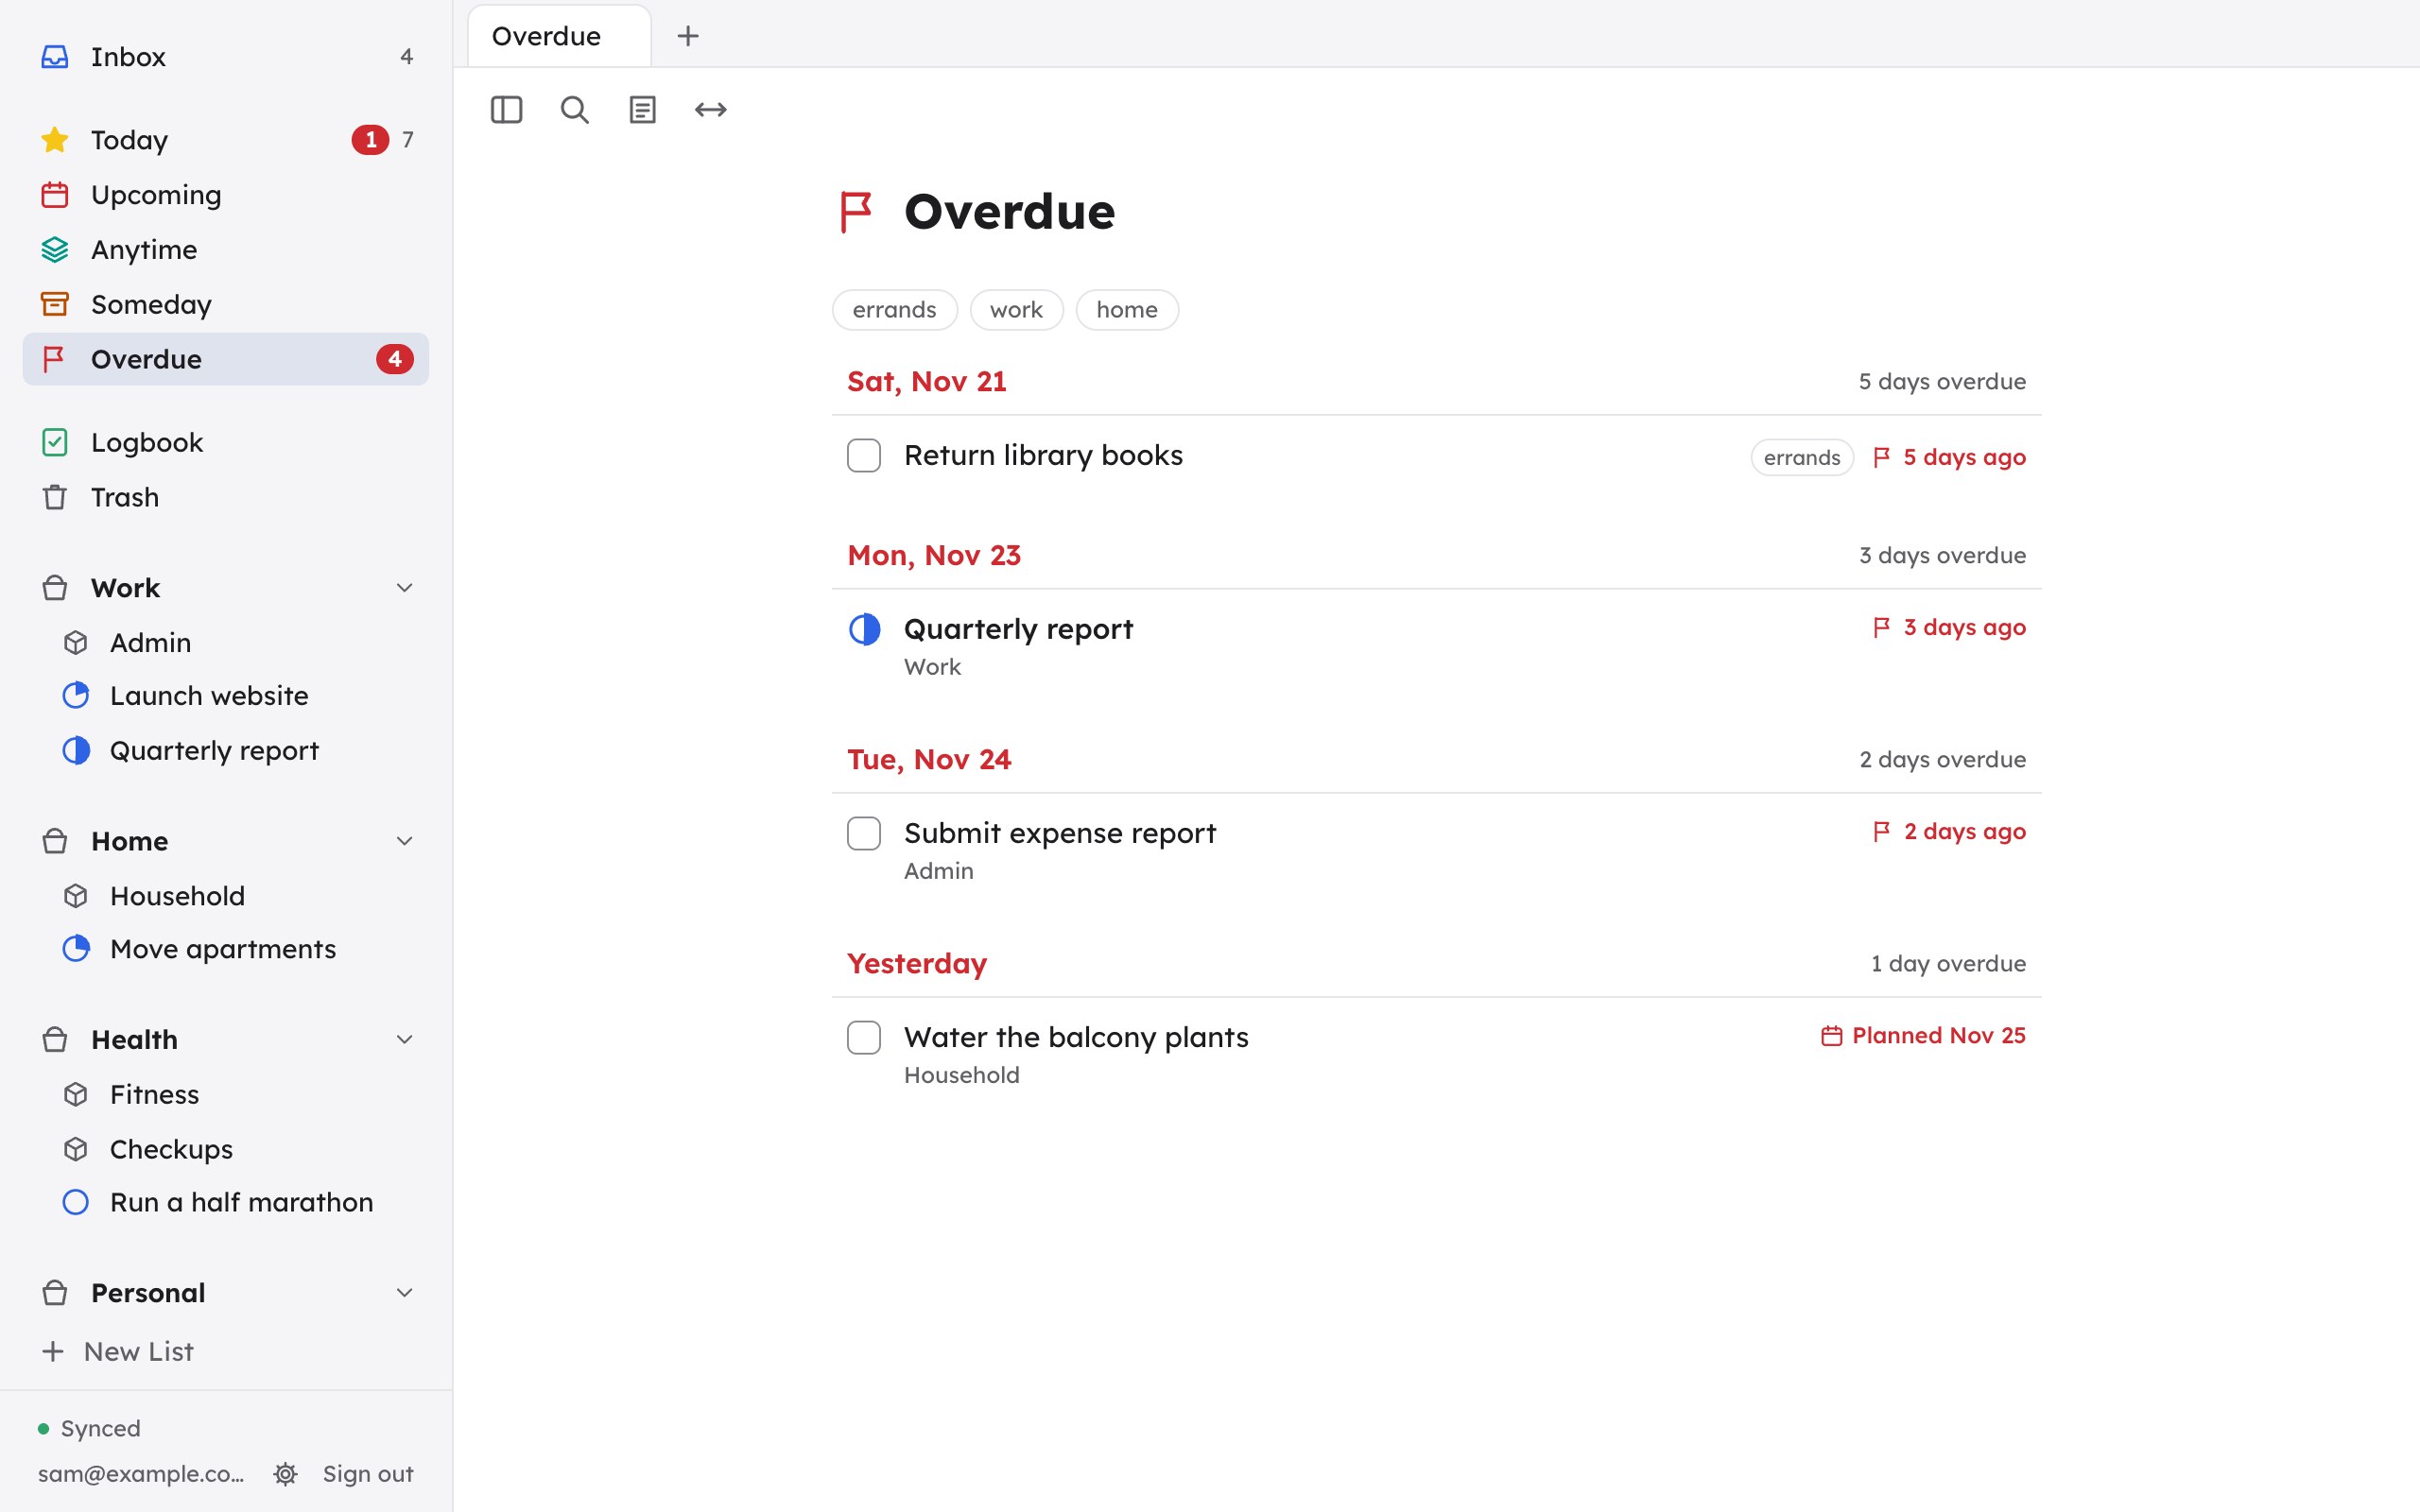 Inbox 4
Today 1 7
Upcoming
Anytime
Someday
Overdue 4
Logbook
Trash
Work
Admin
Launch website
Quarterly report
Home
Household
Move apartments
Health
Fitness
Checkups
Run a half marathon
Personal
New List
Synced
sam@example.co... Sign out
Overdue
Overdue
errands work home
Sat, Nov 21 5 days overdue
Return library books errands 5 days ago
Mon, Nov 23 3 days overdue
Quarterly report 3 days ago
Work
Tue, Nov 24 2 days overdue
Submit expense report 2 days ago
Admin
Yesterday 1 day overdue
Water the balcony plants Planned Nov 25
Household